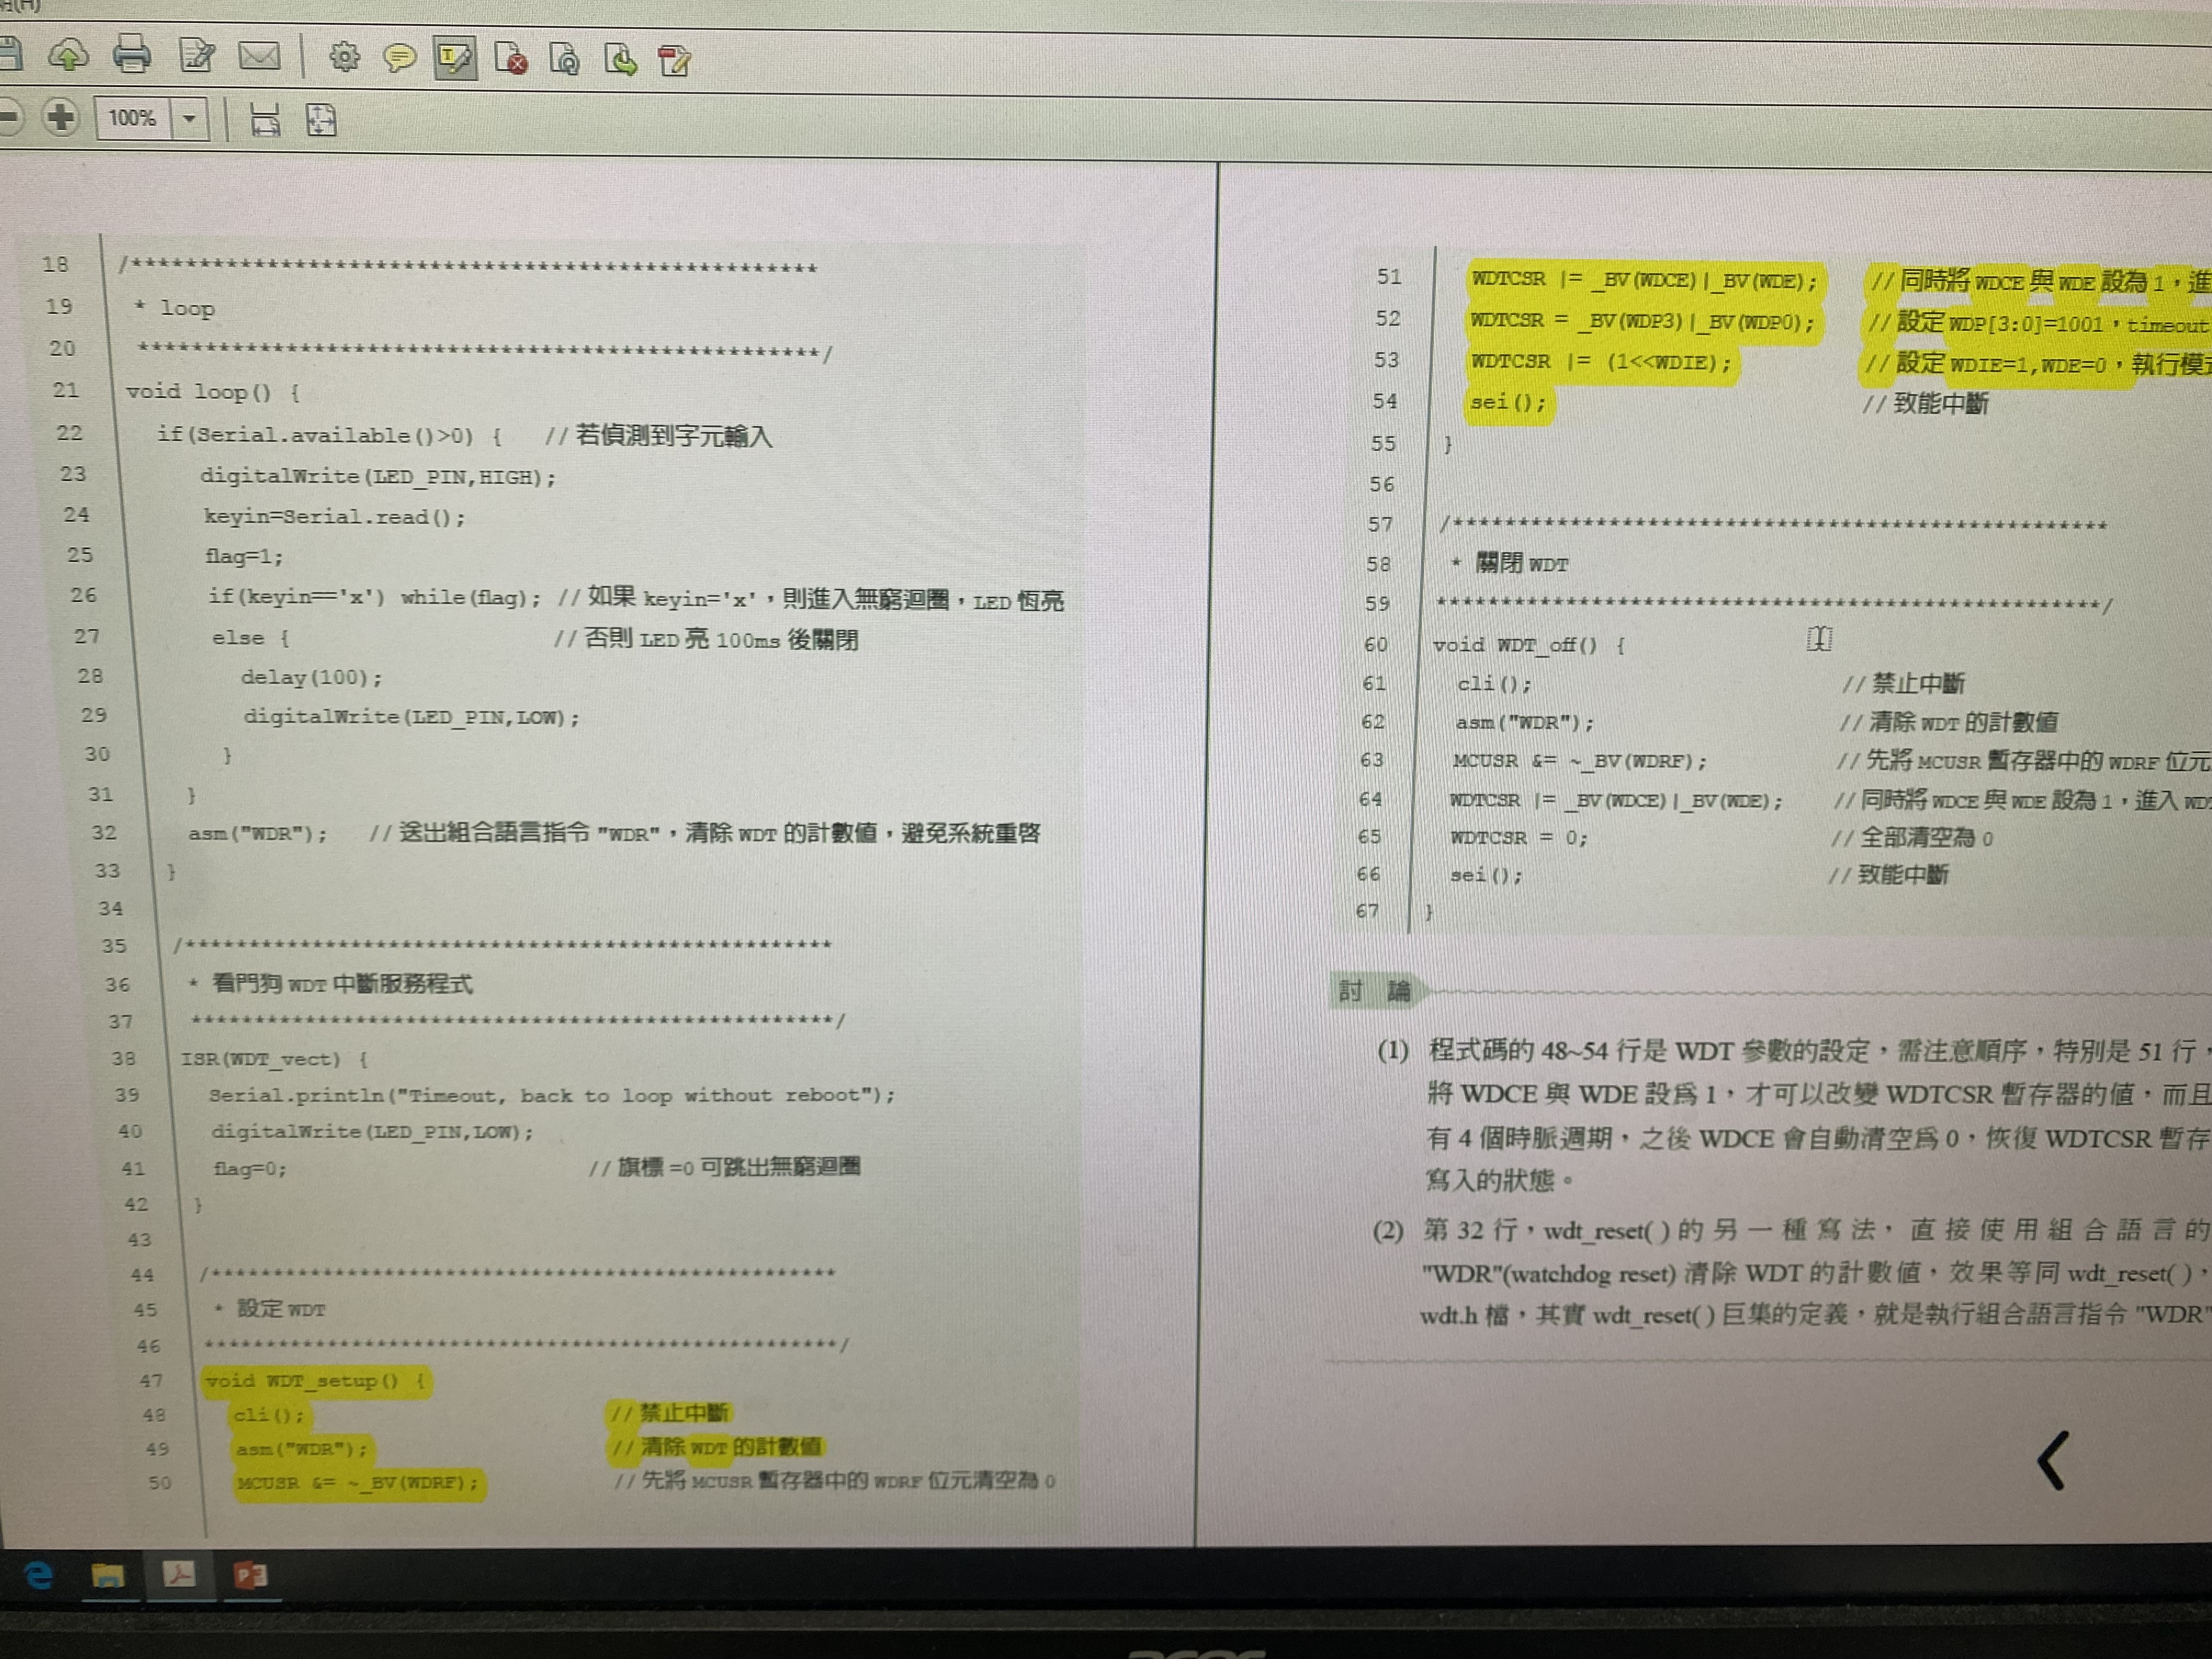 100%
18 /***************************************************
19 * loop
20 ***************************************************/
21 void loop() {
22 if(Serial.available()>0) { // 若偵測到字元輸入
23 digitalWrite(LED_PIN,HIGH);
24 keyin=Serial.read();
25 flag=1;
26 if(keyin=='x') while(flag); // 如果 keyin='x'，則進入無窮迴圈，LED 恆亮
27 else { // 否則 LED 亮 100ms 後關閉
28 delay(100);
29 digitalWrite(LED_PIN,LOW);
30 }
31 }
32 asm("WDR"); // 送出組合語言指令 "WDR"，清除 WDT 的計數值，避免系統重啓
33 }
34
35 /***************************************************
36 * 看門狗 WDT 中斷服務程式
37 ***************************************************/
38 ISR(WDT_vect) {
39 Serial.println("Timeout, back to loop without reboot");
40 digitalWrite(LED_PIN,LOW);
41 flag=0; // 旗標 =0 可跳出無窮迴圈
42 }
43
44 /***************************************************
45 * 設定 WDT
46 ***************************************************/
47 void WDT_setup() {
48 cli(); // 禁止中斷
49 asm("WDR"); // 清除 WDT 的計數值
50 MCUSR &= ~_BV(WDRF); // 先將 MCUSR 暫存器中的 WDRF 位元清空為 0
51 WDTCSR |= _BV(WDCE)|_BV(WDE); // 同時將 WDCE 與 WDE 設為 1，進
52 WDTCSR = _BV(WDP3)|_BV(WDP0); // 設定 WDP[3:0]=1001，timeout
53 WDTCSR |= (1<<WDIE); // 設定 WDIE=1,WDE=0，執行模式
54 sei(); // 致能中斷
55 }
56
57 /***************************************************
58 * 關閉 WDT
59 ***************************************************/
60 void WDT_off() {
61 cli(); // 禁止中斷
62 asm("WDR"); // 清除 WDT 的計數值
63 MCUSR &= ~_BV(WDRF); // 先將 MCUSR 暫存器中的 WDRF 位元
64 WDTCSR |= _BV(WDCE)|_BV(WDE); // 同時將 WDCE 與 WDE 設為 1，進入 WD
65 WDTCSR = 0; // 全部清空為 0
66 sei(); // 致能中斷
67 }
討 論
(1) 程式碼的 48~54 行是 WDT 參數的設定，需注意順序，特別是 51 行，
將 WDCE 與 WDE 設爲 1，才可以改變 WDTCSR 暫存器的值，而且
有 4 個時脈週期，之後 WDCE 會自動清空爲 0，恢復 WDTCSR 暫存
寫入的狀態。
(2) 第 32 行，wdt_reset( ) 的另一種寫法，直接使用組合語言的
"WDR"(watchdog reset) 清除 WDT 的計數值，效果等同 wdt_reset( )，
wdt.h 檔，其實 wdt_reset( ) 巨集的定義，就是執行組合語言指令 "WDR"